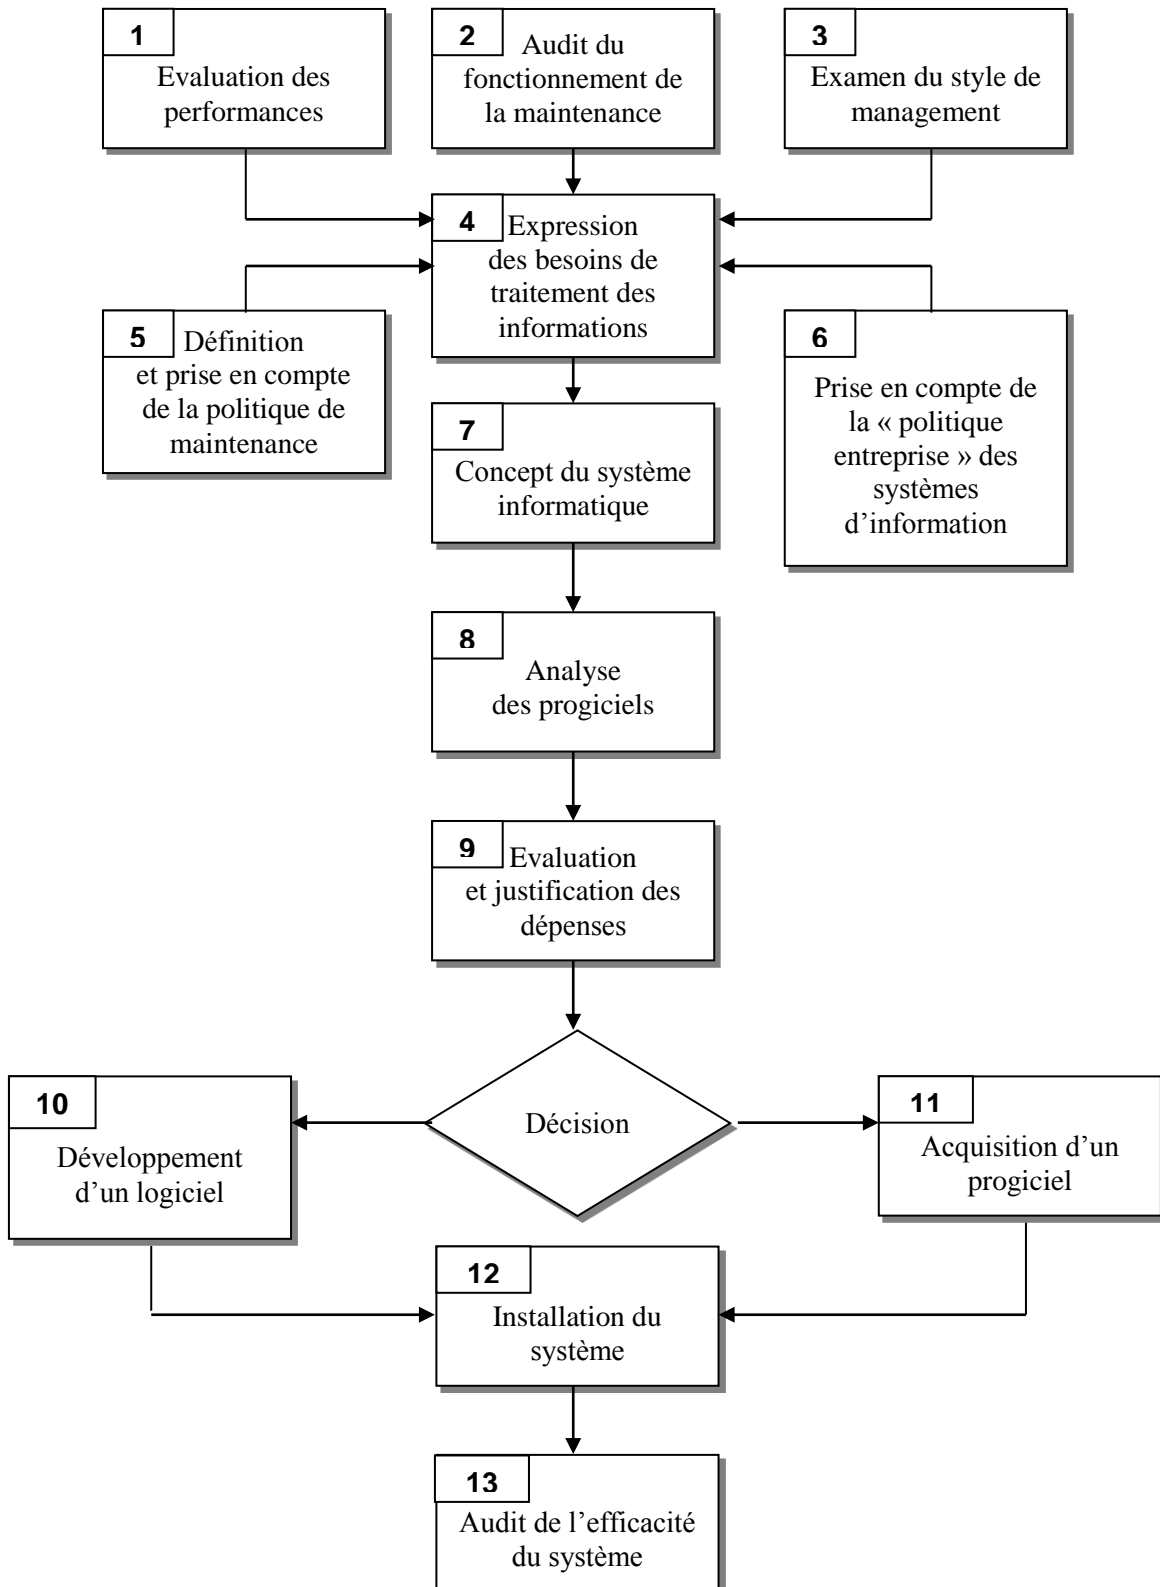 1
Evaluation des
performances
2
Audit du
fonctionnement de
la maintenance
3
Examen du style de
management
4
Expression
des besoins de
traitement des
informations
5
Définition
et prise en compte
de la politique de
maintenance
6
Prise en compte de
la « politique
entreprise » des
systèmes
d’information
7
Concept du système
informatique
8
Analyse
des progiciels
9
Evaluation
et justification des
dépenses
Décision
10
Développement
d’un logiciel
11
Acquisition d’un
progiciel
12
Installation du
système
13
Audit de l’efficacité
du système